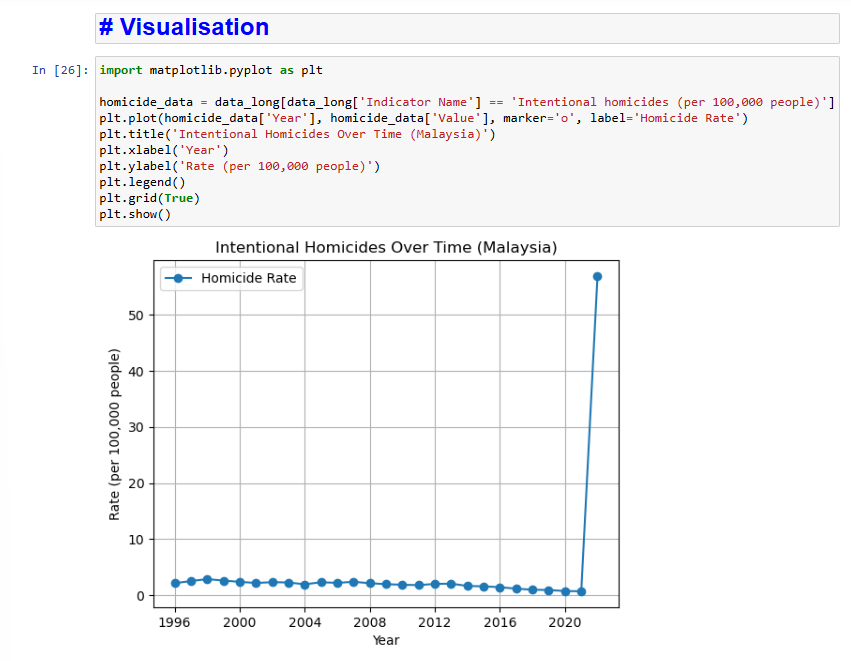 # Visualisation
In [26]:
import matplotlib.pyplot as plt
homicide_data = data_long[data_long['Indicator Name'] == 'Intentional homicides (per 100,000 people)']
plt.plot(homicide_data['Year'], homicide_data['Value'], marker='o', label='Homicide Rate')
plt.title('Intentional Homicides Over Time (Malaysia)')
plt.xlabel('Year')
plt.ylabel('Rate (per 100,000 people)')
plt.legend()
plt.grid(True)
plt.show()
Intentional Homicides Over Time (Malaysia)
Homicide Rate
Rate (per 100,000 people)
50
40
30
20
10
0
1996 2000 2004 2008 2012 2016 2020
Year